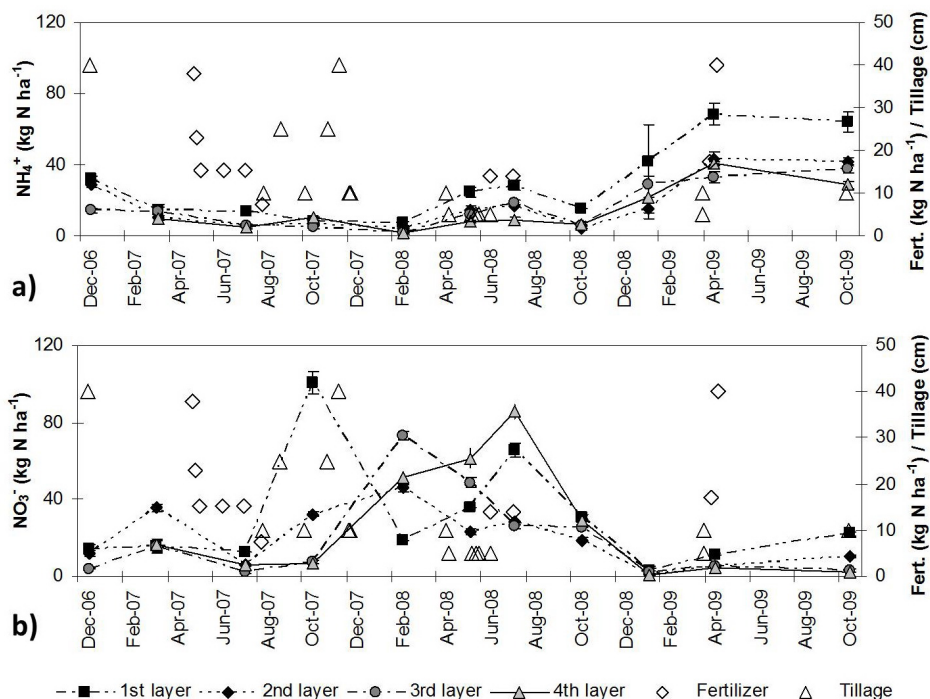 120
80
40
0
NH₄⁺ (kg N ha⁻¹)
50
40
30
20
10
0
Fert. (kg N ha⁻¹) / Tillage (cm)
Dec-06
Feb-07
Apr-07
Jun-07
Aug-07
Oct-07
Dec-07
Feb-08
Apr-08
Jun-08
Aug-08
Oct-08
Dec-08
Feb-09
Apr-09
Jun-09
Aug-09
Oct-09
a)
120
80
40
0
NO₃⁻ (kg N ha⁻¹)
50
40
30
20
10
0
Fert. (kg N ha⁻¹) / Tillage (cm)
Dec-06
Feb-07
Apr-07
Jun-07
Aug-07
Oct-07
Dec-07
Feb-08
Apr-08
Jun-08
Aug-08
Oct-08
Dec-08
Feb-09
Apr-09
Jun-09
Aug-09
Oct-09
b)
1st layer 2nd layer 3rd layer 4th layer Fertilizer Tillage